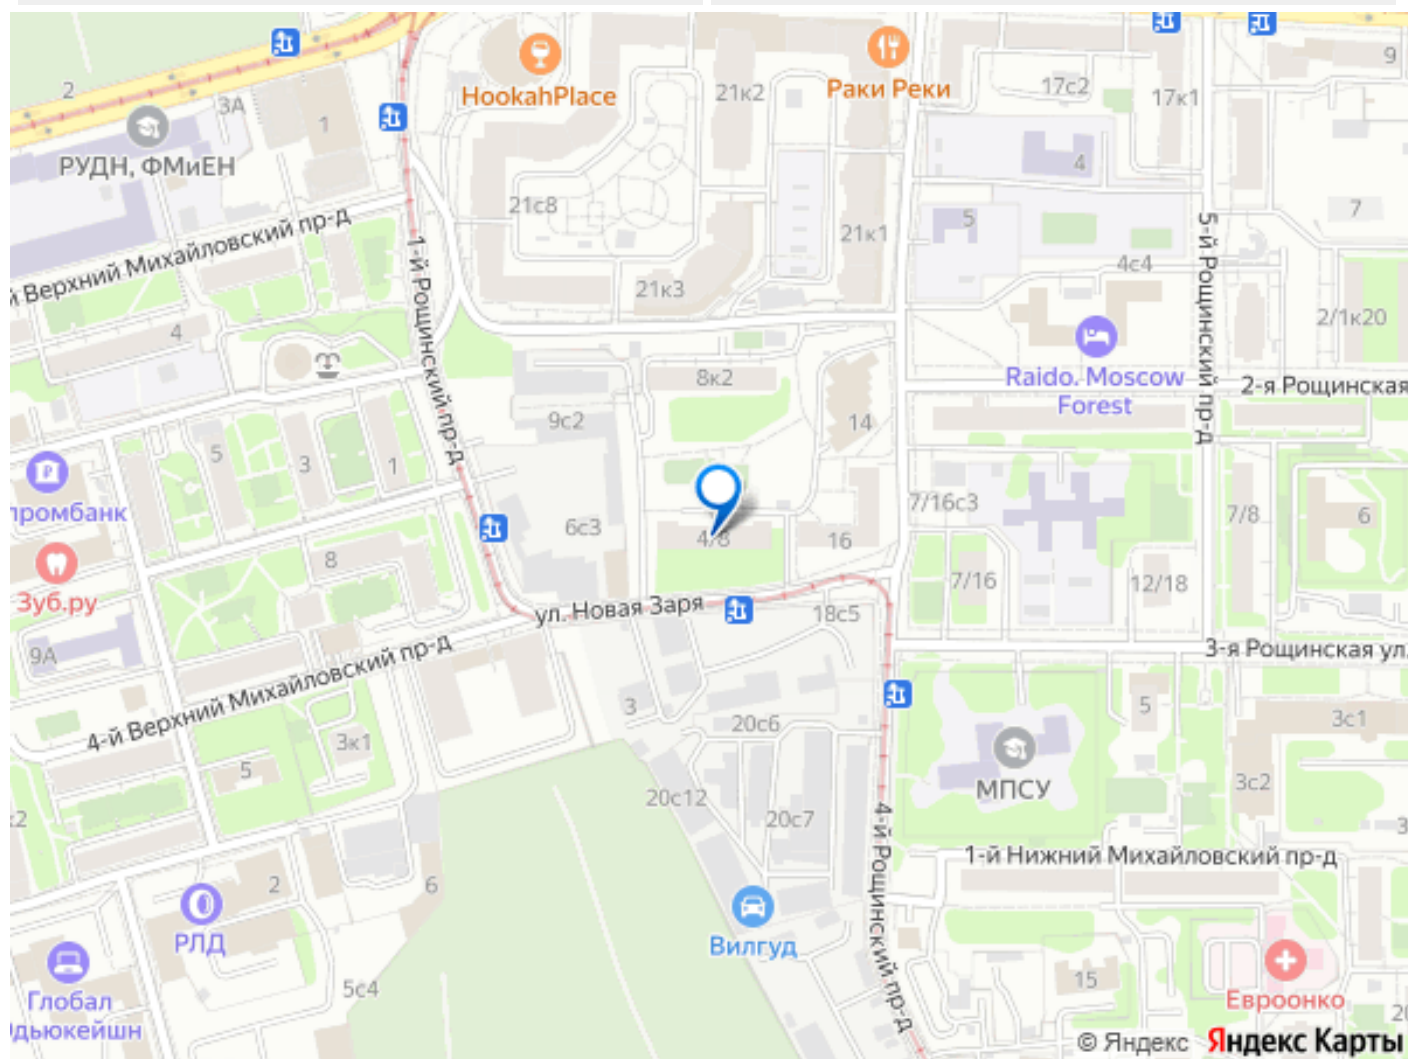 9
17с2
17к1
21к2
Раки Реки
HookahPlace
2
3А
1
РУДН, ФМиЕН
4
7
5
21с8
21к1
4с4
й Верхний Михайловский пр-д
1-й Рощинский пр-д
5-й Рощинский пр-д
21к3
2/1к20
4
8к2
Raido. Moscow
Forest
2-я Рощинская
9с2
14
5
3
1
промбанк
7/16с3
7/8
6
6с3
4/8
16
8
7/16
12/18
Зуб.ру
ул. Новая Заря
18с5
9А
4-й Верхний Михайловский пр-д
3-я Рощинская ул.
3
20с6
5
3с1
3к1
5
МПСУ
3с2
20с12
20с7
с2
3
4-й Рощинский пр-д
1-й Нижний Михайловский пр-д
2
6
РЛД
Вилгуд
15
5с4
Глобал
дьюкейшн
Евроонко
20
© Яндекс Яндекс Карты